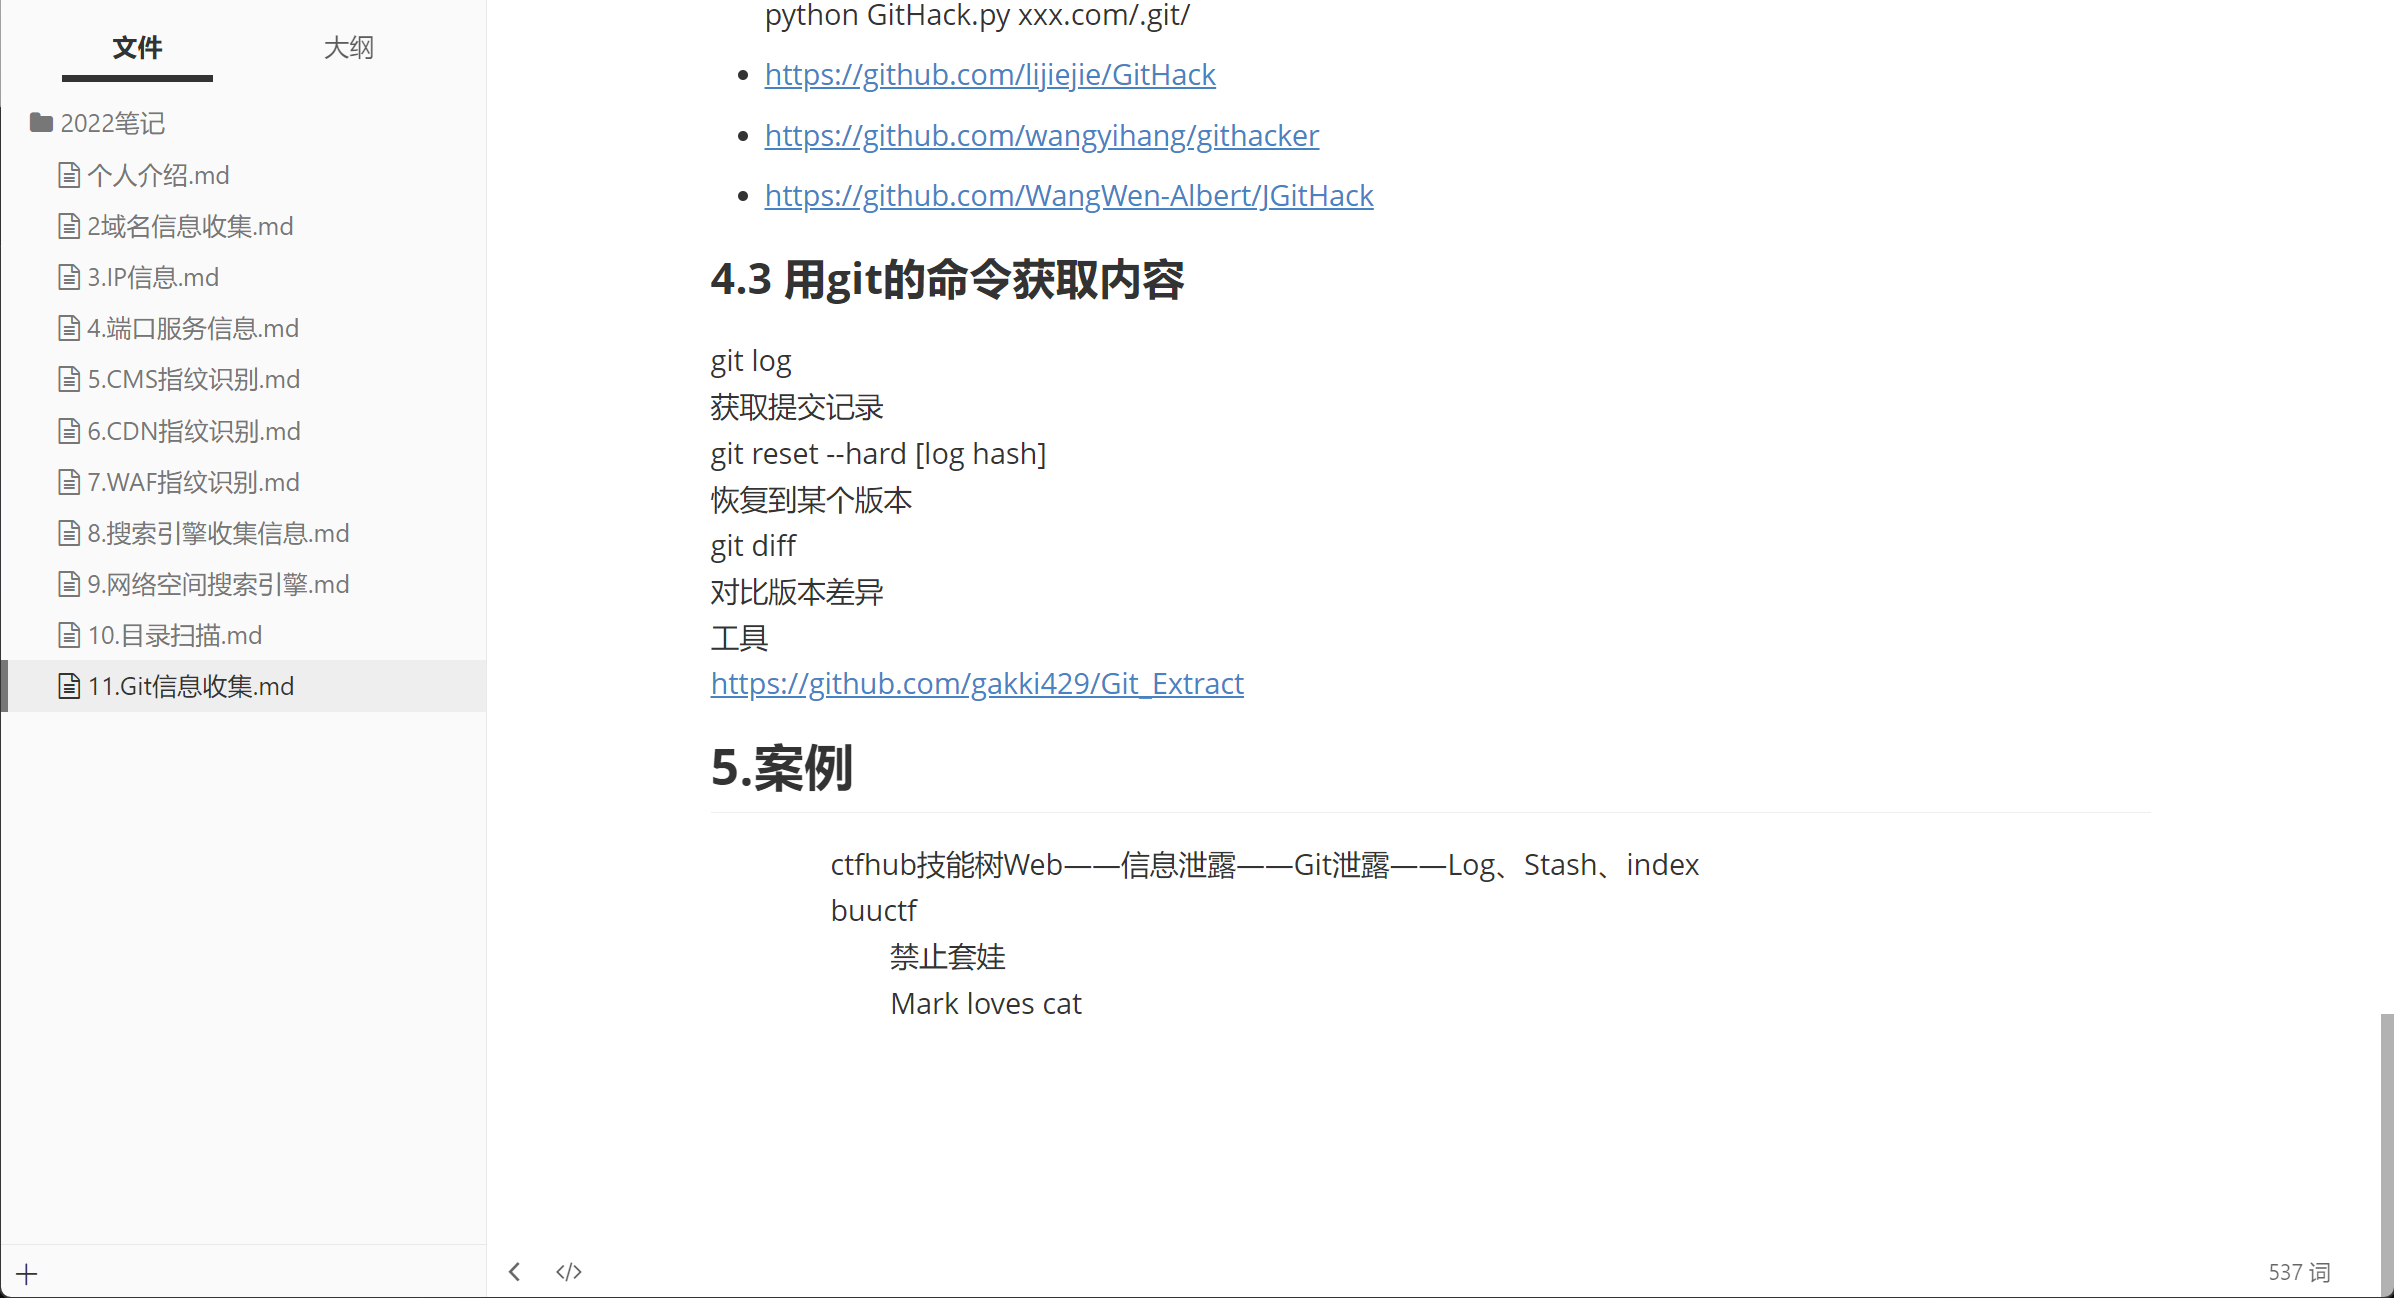 文件 大纲
2022笔记
个人介绍.md
2域名信息收集.md
3.IP信息.md
4.端口服务信息.md
5.CMS指纹识别.md
6.CDN指纹识别.md
7.WAF指纹识别.md
8.搜索引擎收集信息.md
9.网络空间搜索引擎.md
10.目录扫描.md
11.Git信息收集.md
python GitHack.py xxx.com/.git/
https://github.com/lijiejie/GitHack
https://github.com/wangyihang/githacker
https://github.com/WangWen-Albert/JGitHack
4.3 用git的命令获取内容
git log
获取提交记录
git reset --hard [log hash]
恢复到某个版本
git diff
对比版本差异
工具
https://github.com/gakki429/Git_Extract
5.案例
ctfhub技能树Web——信息泄露——Git泄露——Log、Stash、index
buuctf
禁止套娃
Mark loves cat
537 词